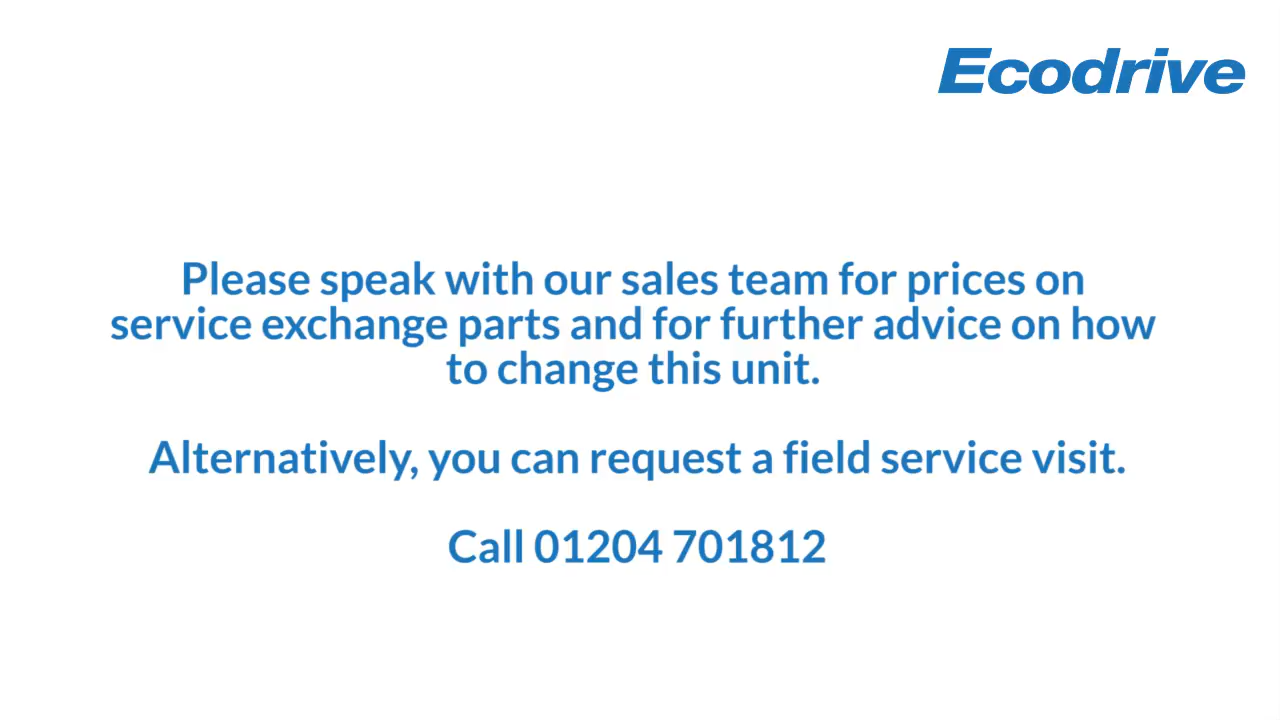 Ecodrive
Please speak with our sales team for prices on
service exchange parts and for further advice on how
to change this unit.
Alternatively, you can request a field service visit.
Call 01204 701812